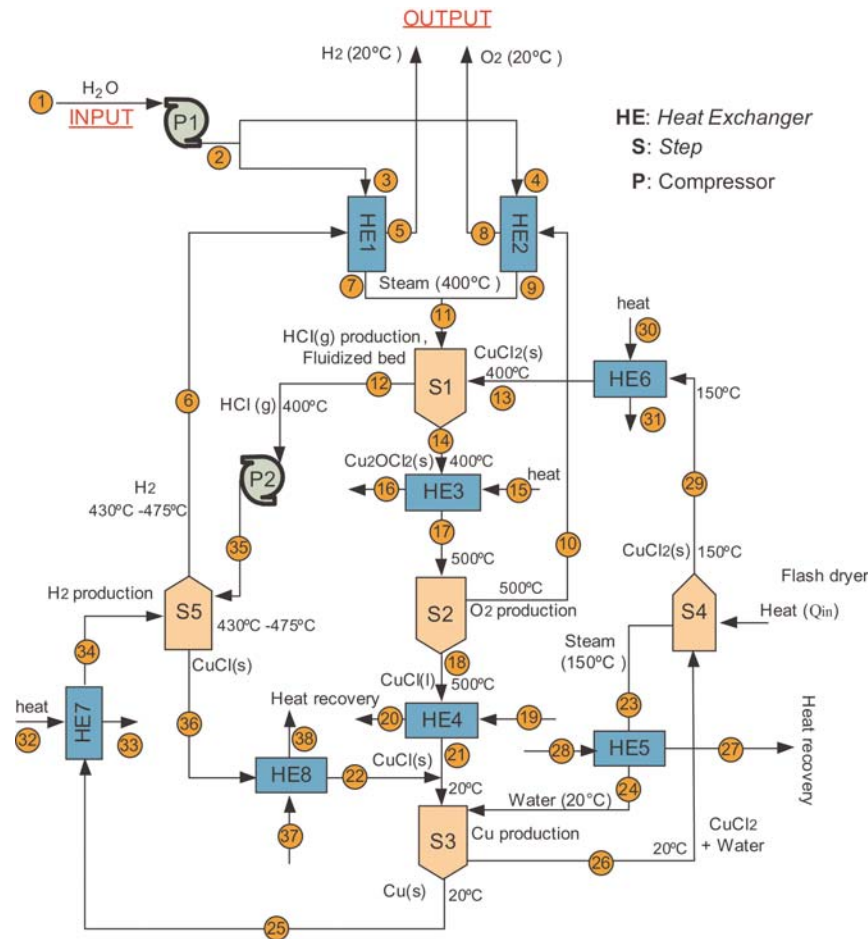 OUTPUT
H2 (20ºC )
O2 (20ºC )
1
H2O
INPUT
P1
2
HE: Heat Exchanger
S: Step
P: Compressor
3
4
HE1
5
8
HE2
7
Steam (400ºC )
9
11
heat
30
HCl(g) production ,
Fluidized bed
CuCl2(s)
400ºC
S1
12
13
HE6
150ºC
31
6
HCl (g)
400ºC
14
Cu2OCl2(s)
400ºC
heat
P2
16
HE3
15
29
H2
430ºC -475ºC
17
10
35
500ºC
CuCl2(s)
150ºC
H2 production
S5
430ºC -475ºC
S2
500ºC
O2 production
Flash dryer
S4
Heat (Qin)
34
CuCl(s)
18
Steam
(150ºC )
CuCl(l)
500ºC
heat
HE7
36
Heat recovery
23
32
33
20
HE4
19
38
21
28
HE5
27
Heat recovery
HE8
22
CuCl(s)
20ºC
24
Water (20°C)
37
S3
Cu production
CuCl2
+ Water
26
20ºC
Cu(s)
20ºC
25